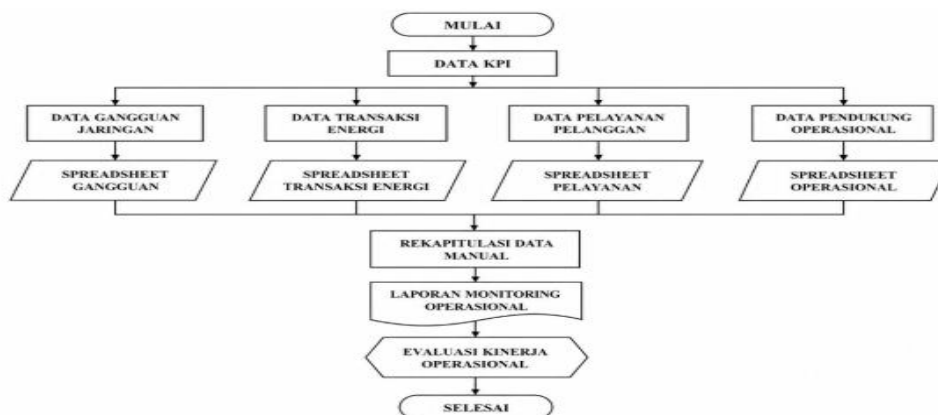 MULAI
DATA KPI
DATA GANGGUAN
JARINGAN
DATA TRANSAKSI
ENERGI
DATA PELAYANAN
PELANGGAN
DATA PENDUKUNG
OPERASIONAL
SPREADSHEET
GANGGUAN
SPREADSHEET
TRANSAKSI ENERGI
SPREADSHEET
PELAYANAN
SPREADSHEET
OPERASIONAL
REKAPITULASI DATA
MANUAL
LAPORAN MONITORING
OPERASIONAL
EVALUASI KINERJA
OPERASIONAL
SELESAI